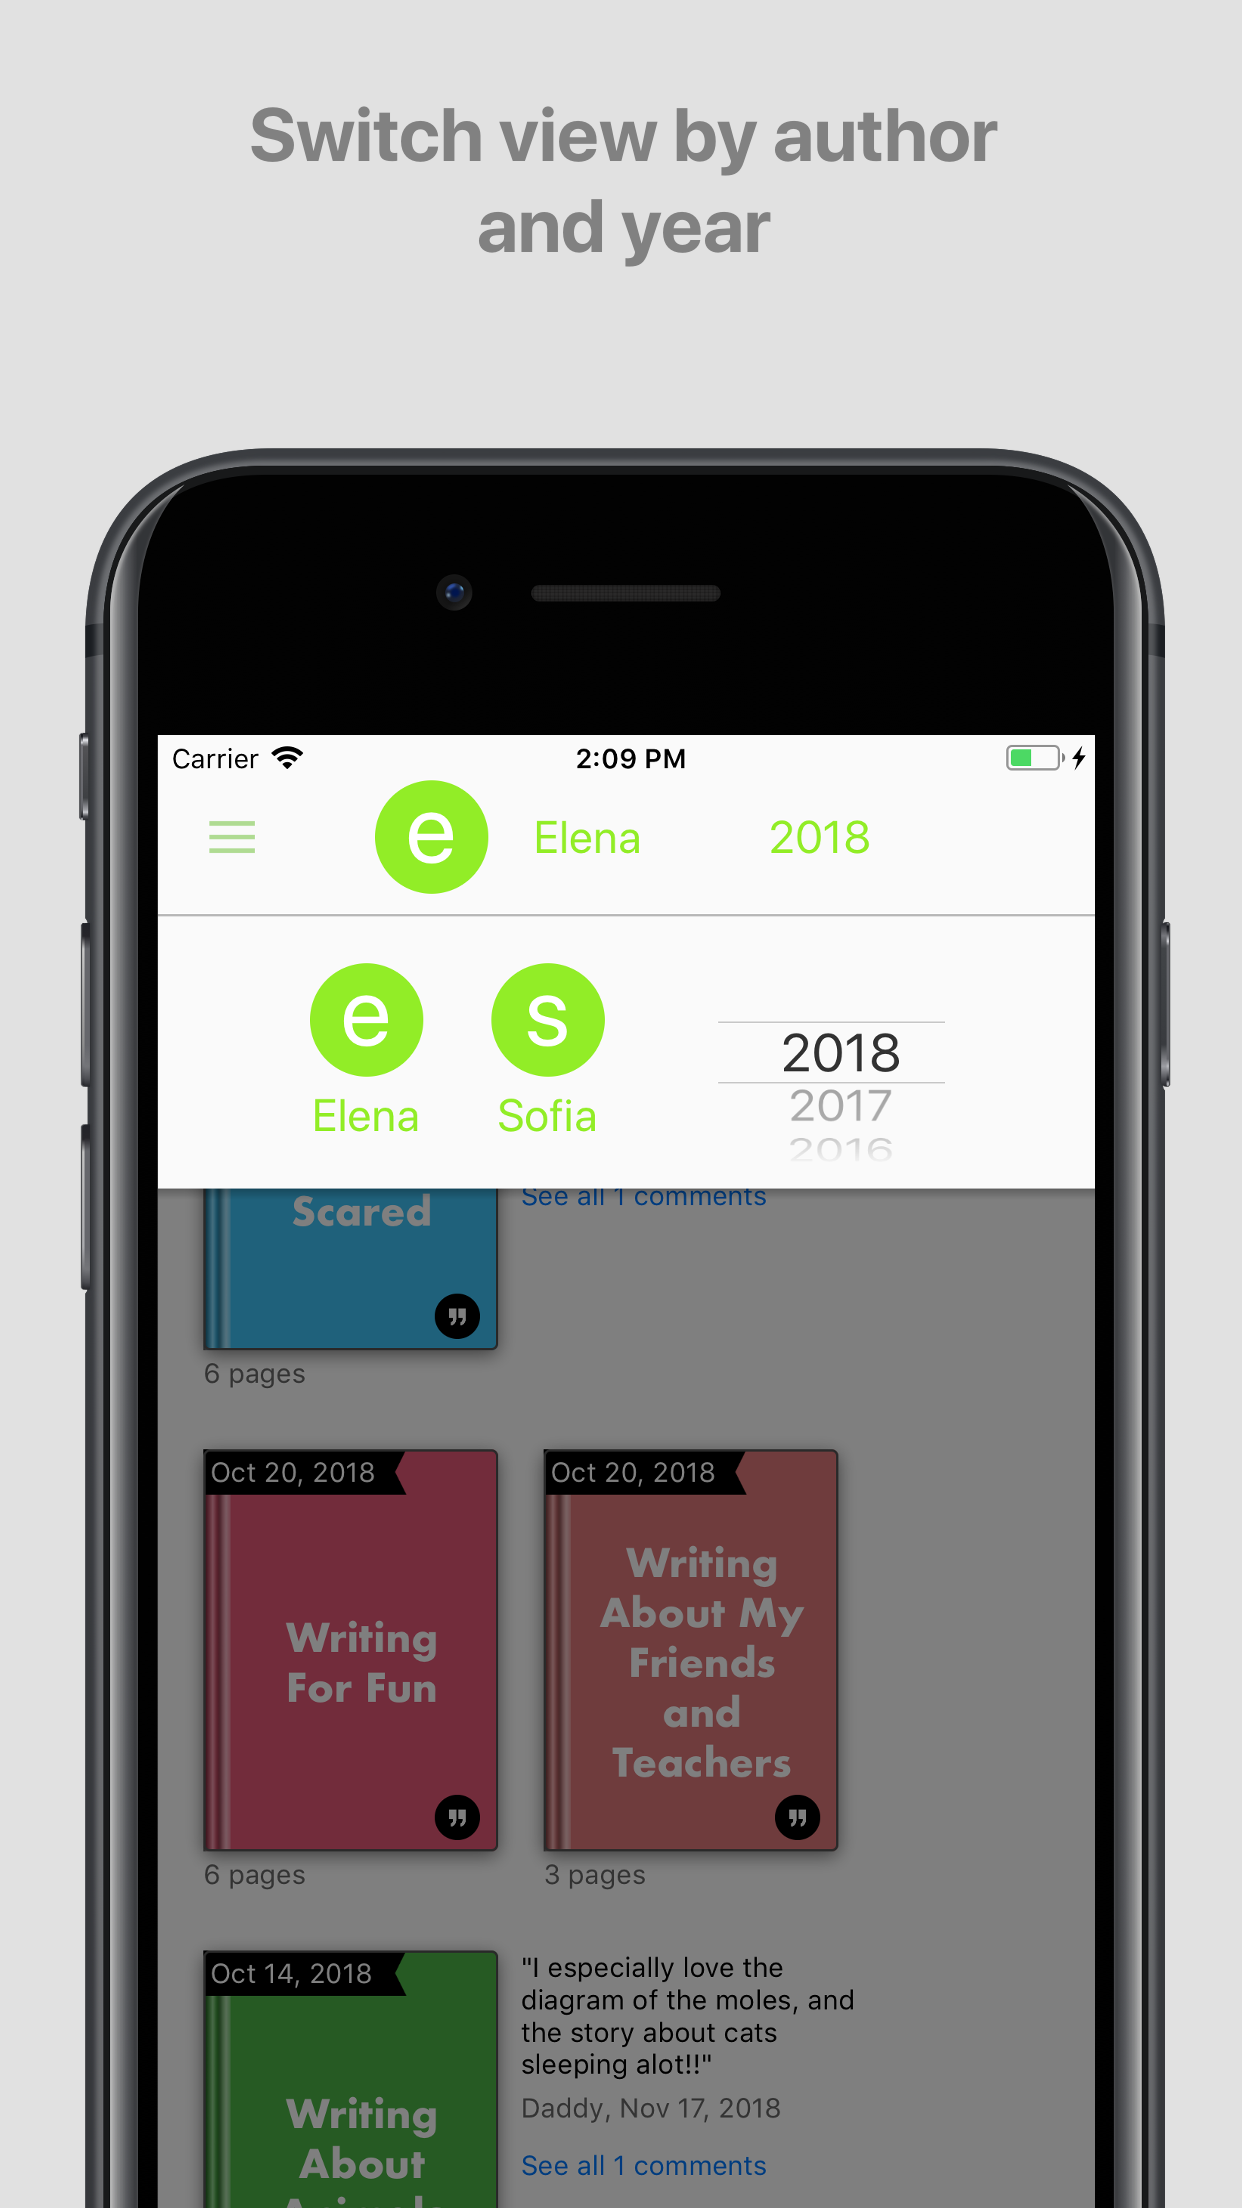 Switch view by author
and year
Carrier
2:09 PM
e
Elena
2018
e
s
Elena
Sofia
2018
2017
2016
Scared
See all 1 comments
6 pages
Oct 20, 2018
Writing
For Fun
6 pages
Oct 20, 2018
Writing
About My
Friends
and
Teachers
3 pages
Oct 14, 2018
Writing
About
"I especially love the
diagram of the moles, and
the story about cats
sleeping alot!!"
Daddy, Nov 17, 2018
See all 1 comments